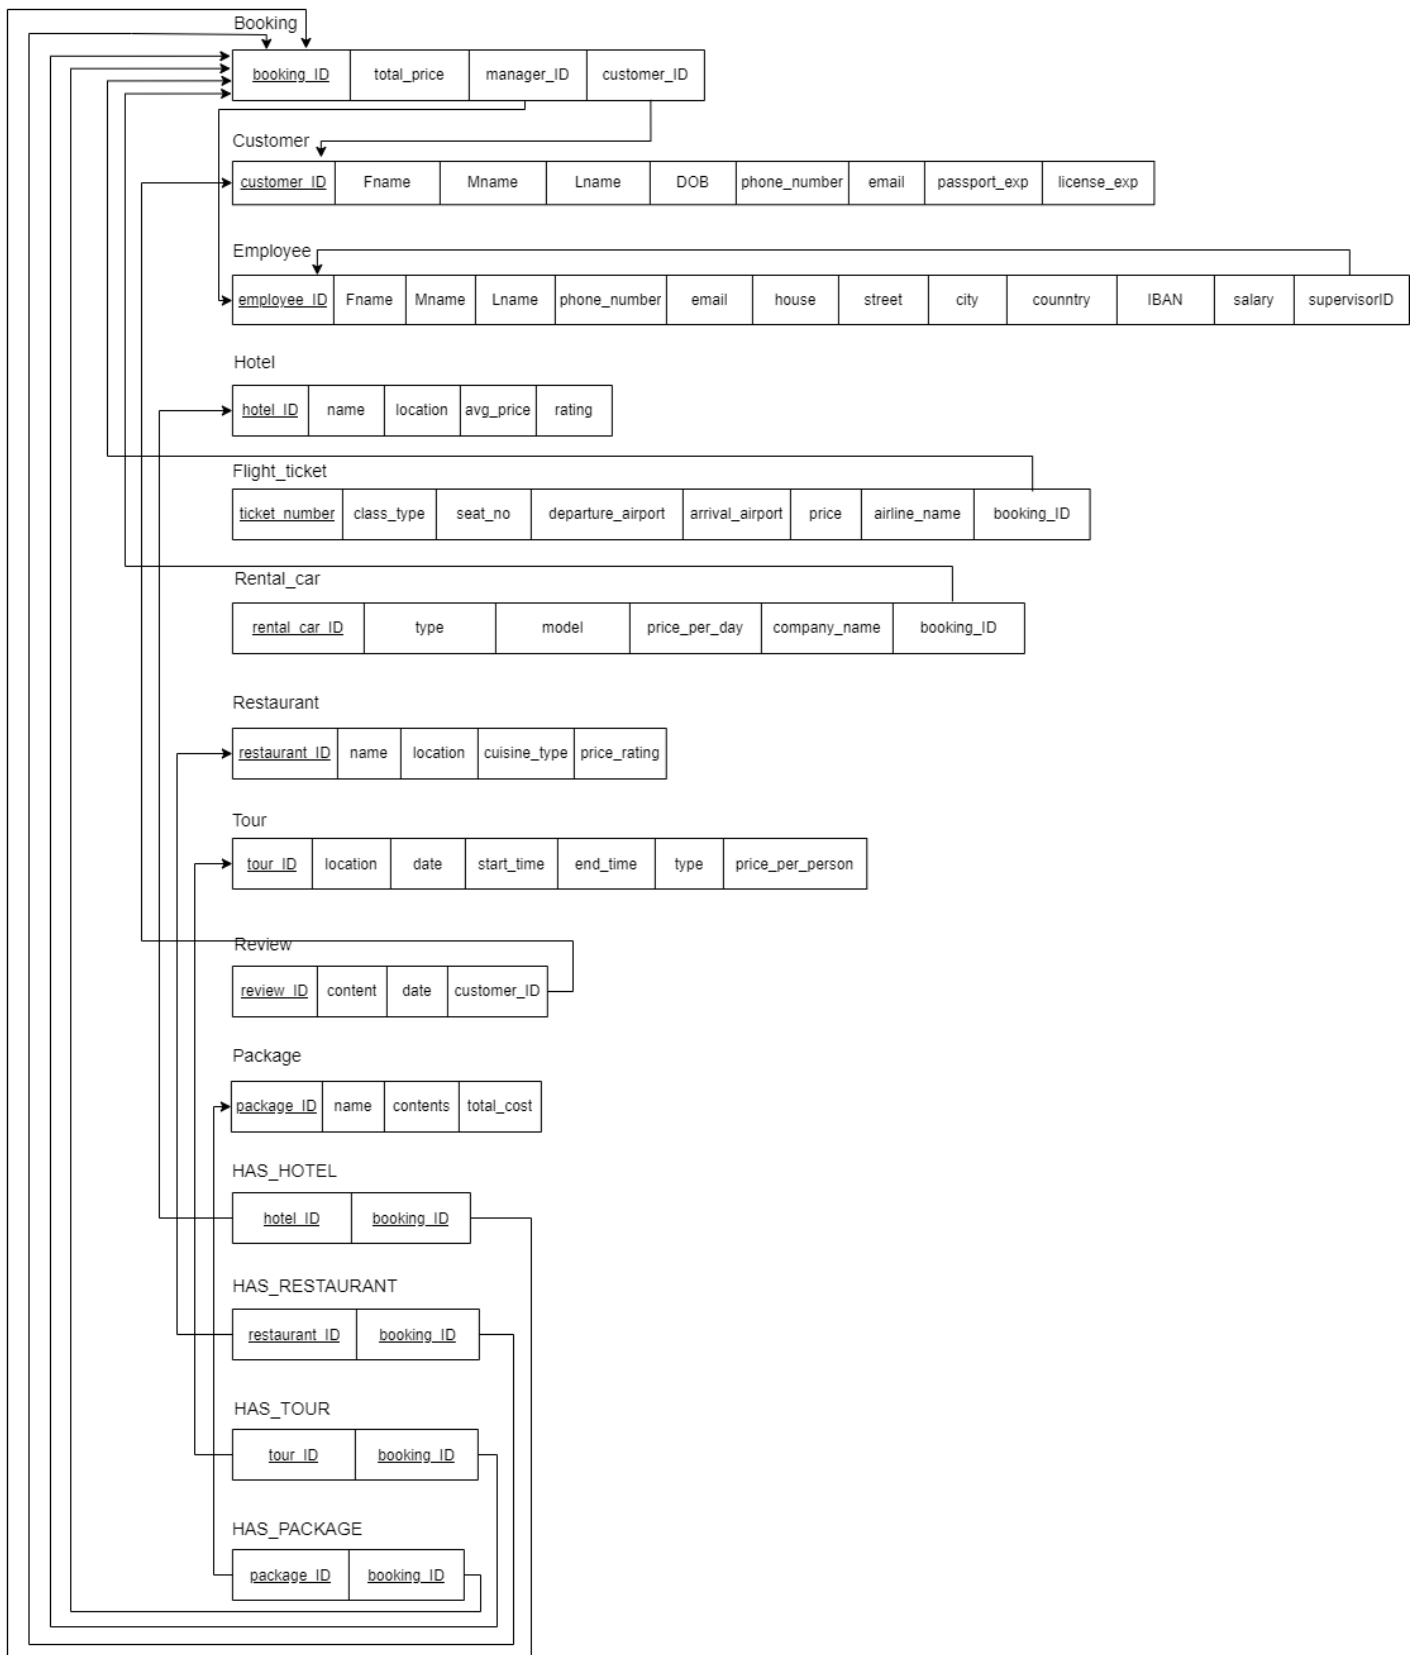 Booking
booking_ID total_price manager_ID customer_ID
Customer
customer_ID Fname Mname Lname DOB phone_number email passport_exp license_exp
Employee
employee_ID Fname Mname Lname phone_number email house street city counntry IBAN salary supervisorID
Hotel
hotel_ID name location avg_price rating
Flight_ticket
ticket_number class_type seat_no departure_airport arrival_airport price airline_name booking_ID
Rental_car
rental_car_ID type model price_per_day company_name booking_ID
Restaurant
restaurant_ID name location cuisine_type price_rating
Tour
tour_ID location date start_time end_time type price_per_person
Review
review_ID content date customer_ID
Package
package_ID name contents total_cost
HAS_HOTEL
hotel_ID booking_ID
HAS_RESTAURANT
restaurant_ID booking_ID
HAS_TOUR
tour_ID booking_ID
HAS_PACKAGE
package_ID booking_ID